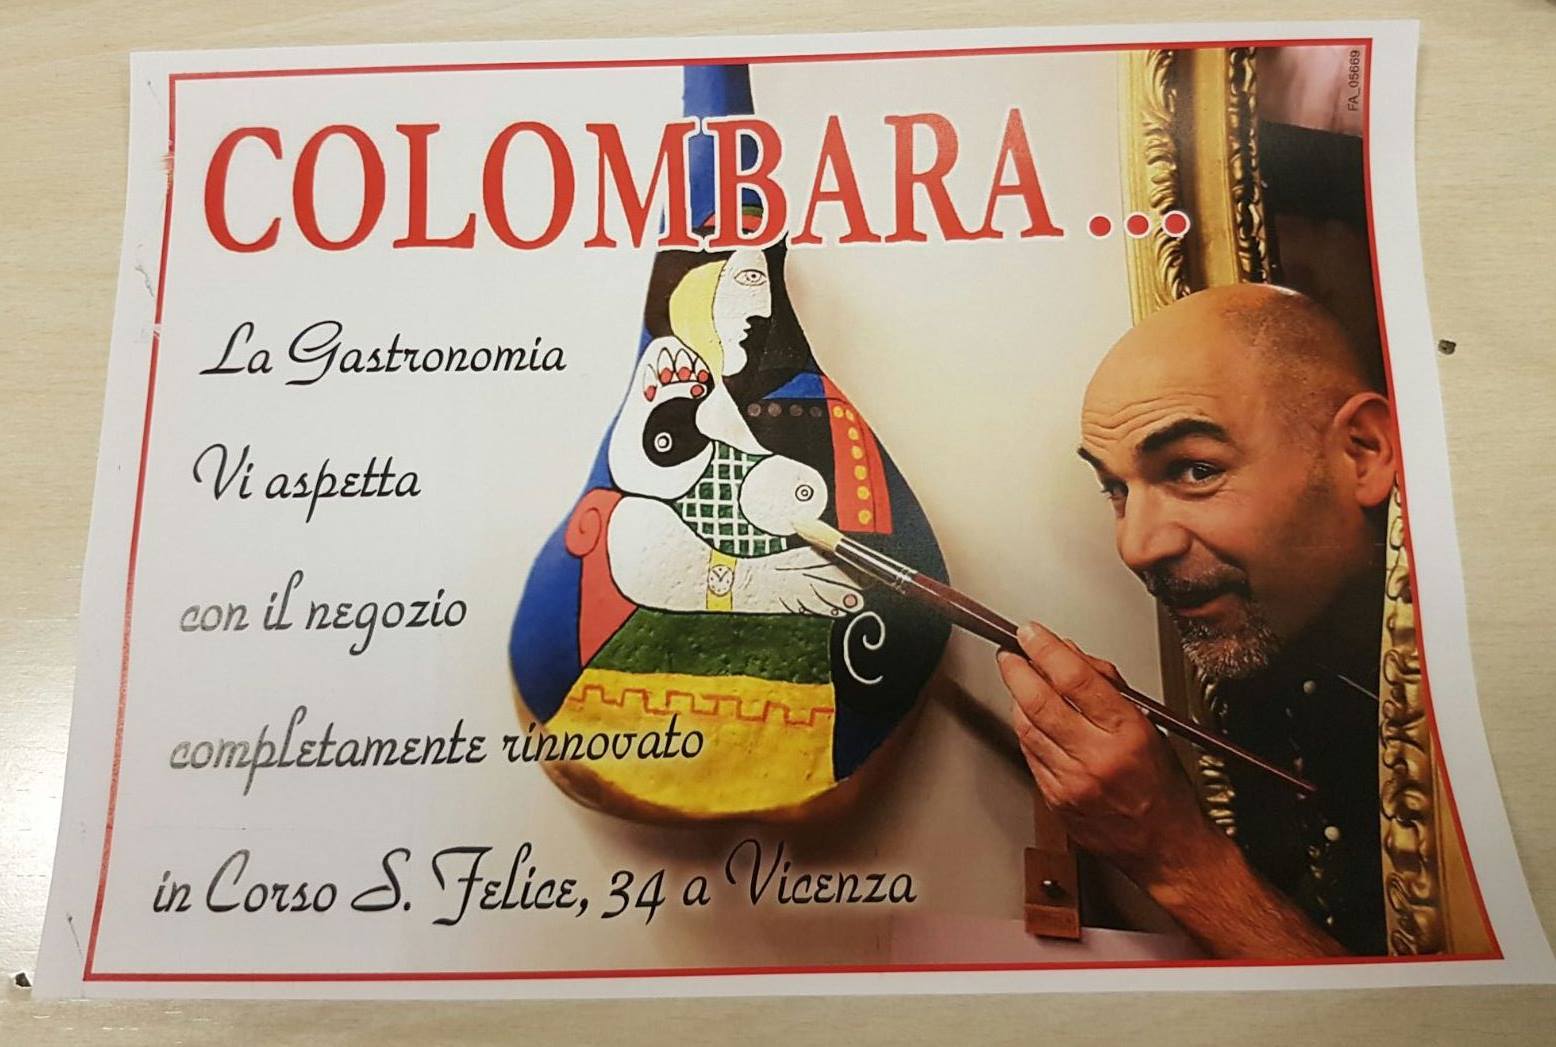 FA_05669
COLOMBARA...
La Gastronomia
Vi aspetta
con il negozio
completamente rinnovato
in Corso S. Felice, 34 a Vicenza